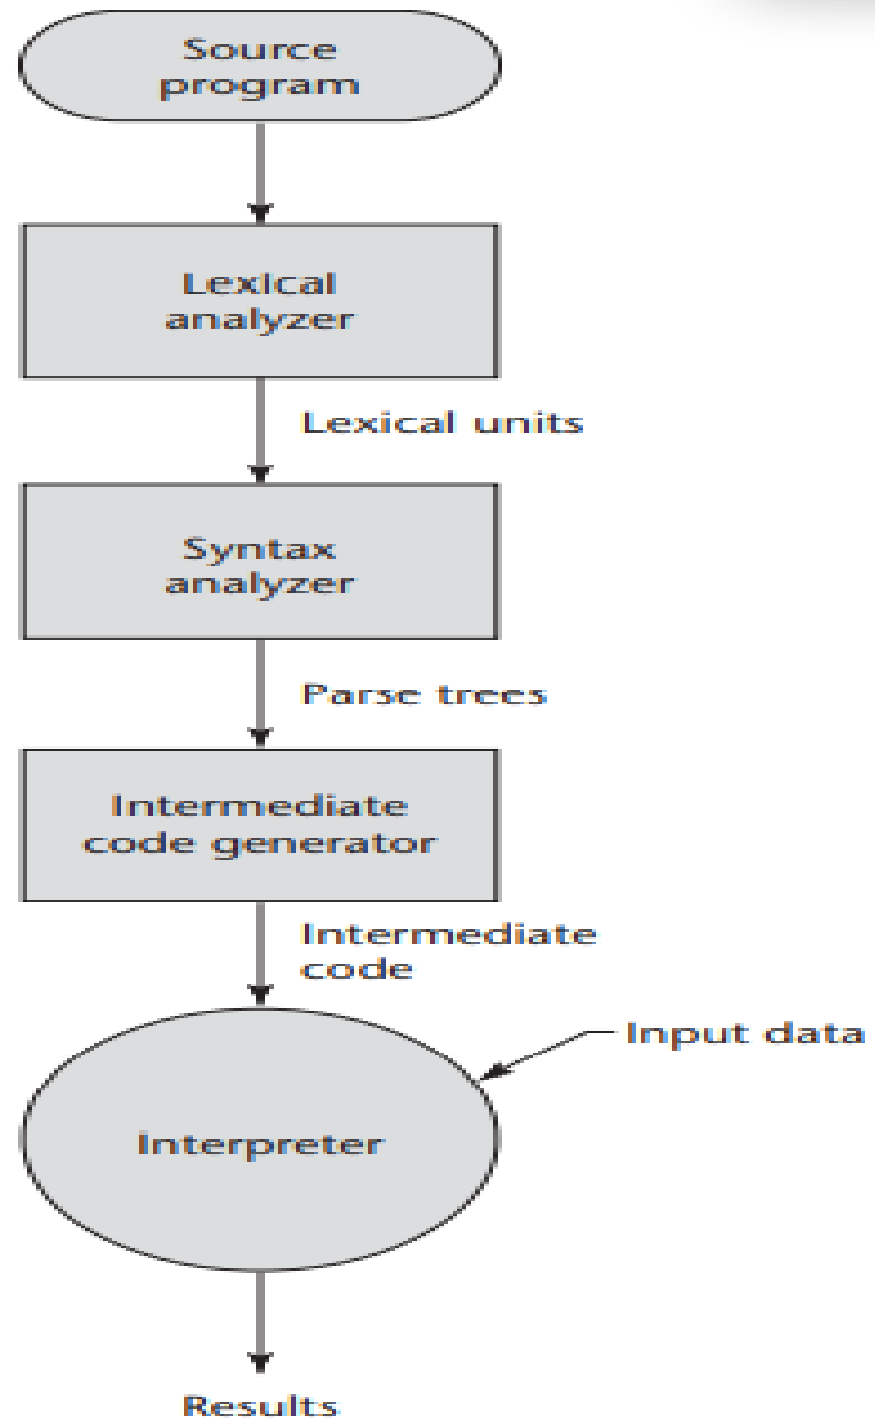 Source
program
Lexical
analyzer
Lexical units
Syntax
analyzer
Parse trees
Intermediate
code generator
Intermediate
code
Input data
Interpreter
Results